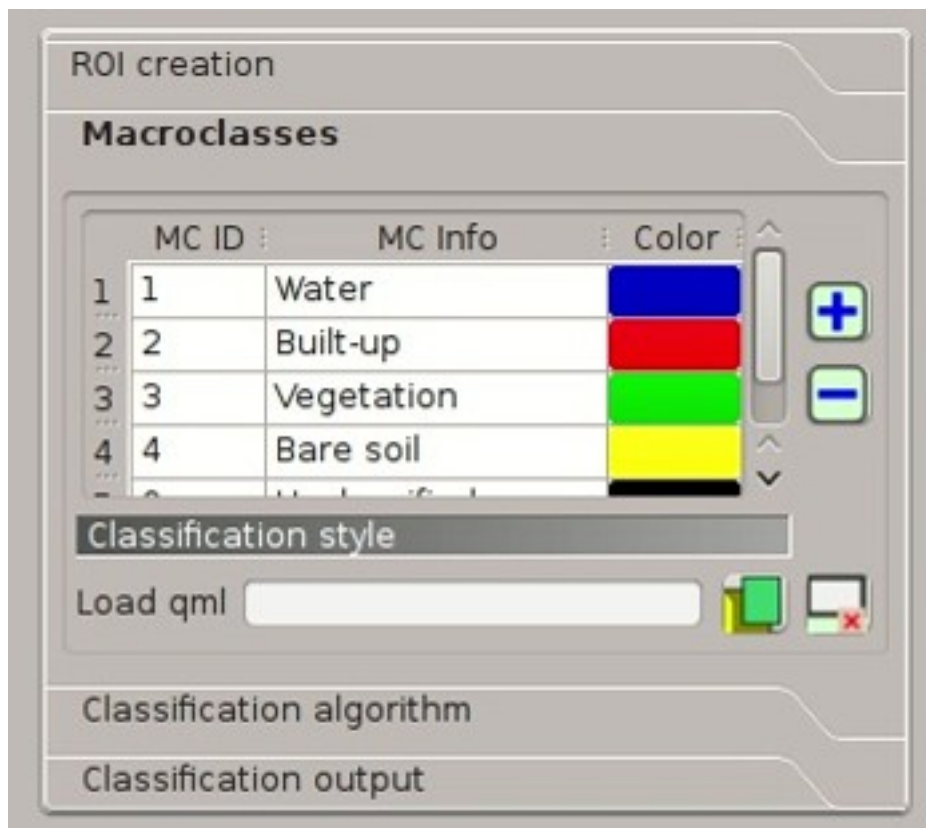 ROI creation
Macroclasses
MC ID MC Info Color
1 1 Water
2 2 Built-up
3 3 Vegetation
4 4 Bare soil
Classification style
Load qml
Classification algorithm
Classification output